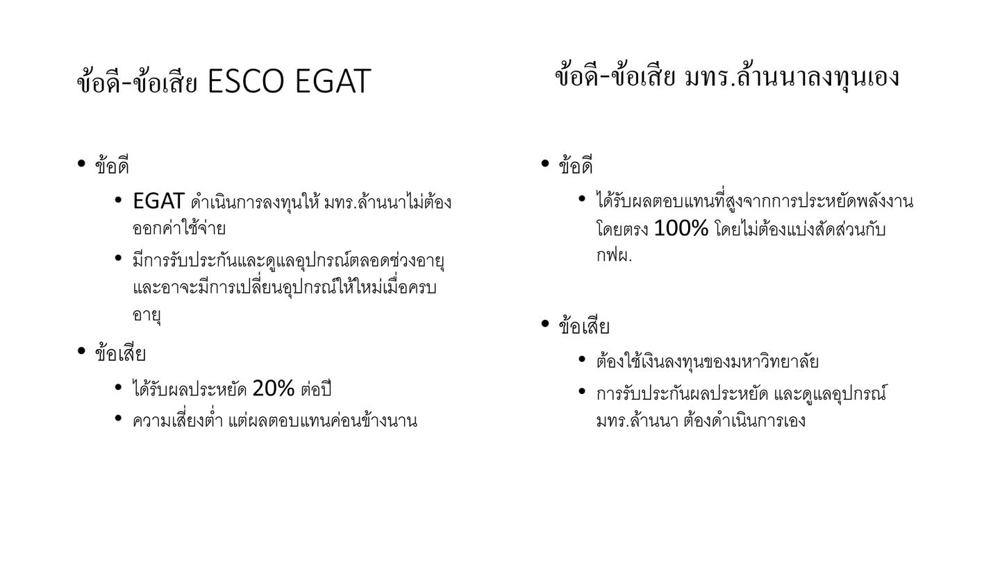 ข้อดี-ข้อเสีย ESCO EGAT
• ข้อดี
• EGAT ดำเนินการลงทุนให้ มทร.ล้านนาไม่ต้อง
ออกค่าใช้จ่าย
• มีการรับประกันและดูแลอุปกรณ์ตลอดช่วงอายุ
และอาจะมีการเปลี่ยนอุปกรณ์ให้ใหม่เมื่อครบ
อายุ
• ข้อเสีย
• ได้รับผลประหยัด 20% ต่อปี
• ความเสี่ยงต่ำ แต่ผลตอบแทนค่อนข้างนาน
ข้อดี-ข้อเสีย มทร.ล้านนาลงทุนเอง
• ข้อดี
• ได้รับผลตอบแทนที่สูงจากการประหยัดพลังงาน
โดยตรง 100% โดยไม่ต้องแบ่งสัดส่วนกับ
กฟผ.
• ข้อเสีย
• ต้องใช้เงินลงทุนของมหาวิทยาลัย
• การรับประกันผลประหยัด และดูแลอุปกรณ์
มทร.ล้านนา ต้องดำเนินการเอง